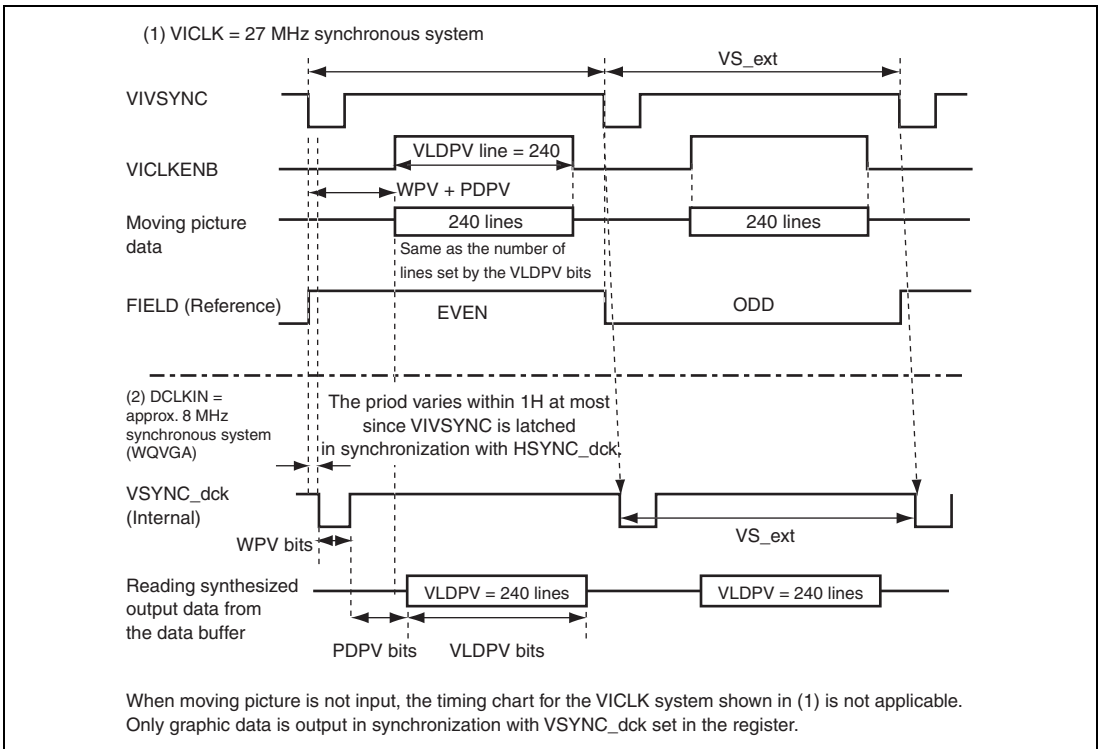 (1) VICLK = 27 MHz synchronous system
VS_ext
VIVSYNC
VLDPV line = 240
VICLKENB
WPV + PDPV
Moving picture
data
240 lines
240 lines
Same as the number of
lines set by the VLDPV bits
FIELD (Reference)
EVEN
ODD
(2) DCLKIN =
approx. 8 MHz
synchronous system
(WQVGA)
The priod varies within 1H at most
since VIVSYNC is latched
in synchronization with HSYNC_dck.
VSYNC_dck
(Internal)
VS_ext
WPV bits
Reading synthesized
output data from
the data buffer
VLDPV = 240 lines
VLDPV = 240 lines
PDPV bits
VLDPV bits
When moving picture is not input, the timing chart for the VICLK system shown in (1) is not applicable.
Only graphic data is output in synchronization with VSYNC_dck set in the register.